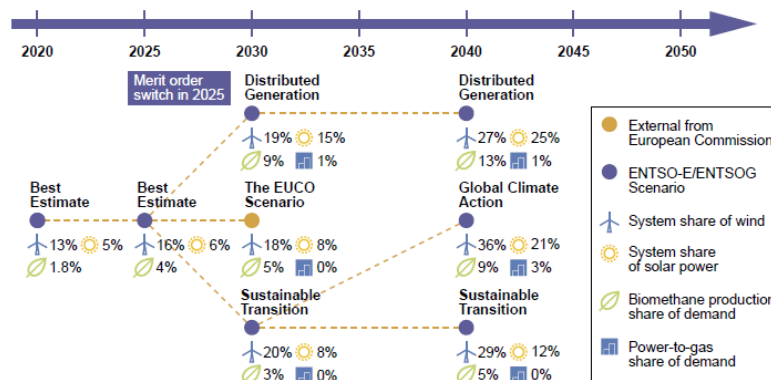 2020 2025 2030 2035 2040 2045 2050
Merit order
switch in 2025
Distributed
Generation
19% 15%
9% 1%
Distributed
Generation
27% 25%
13% 1%
Best
Estimate
13% 5%
1.8%
Best
Estimate
16% 6%
4%
The EUCO
Scenario
18% 8%
5% 0%
Global Climate
Action
36% 21%
9% 3%
Sustainable
Transition
20% 8%
3% 0%
Sustainable
Transition
29% 12%
5% 0%
External from
European Commission
ENTSO-E/ENTSOG
Scenario
System share of wind
System share
of solar power
Biomethane production
share of demand
Power-to-gas
share of demand